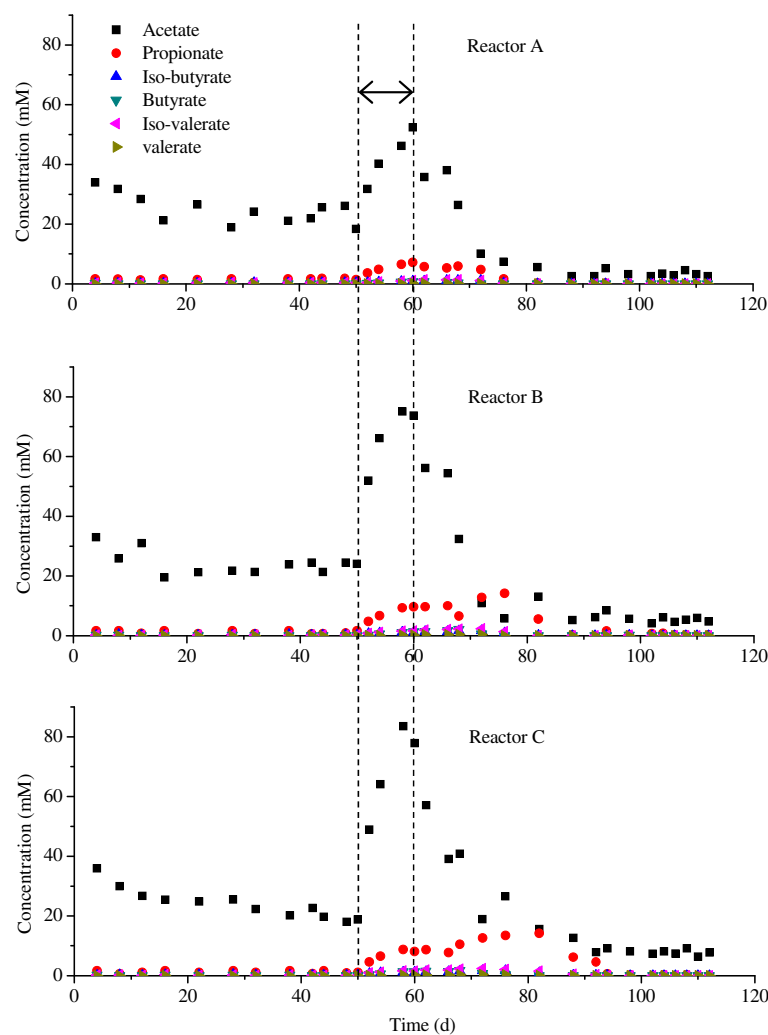 Acetate
Propionate
Iso-butyrate
Butyrate
Iso-valerate
valerate
Reactor A
Concentration (mM)
80
60
40
20
0
0 20 40 60 80 100 120
Reactor B
Concentration (mM)
80
60
40
20
0
0 20 40 60 80 100 120
Reactor C
Concentration (mM)
80
60
40
20
0
0 20 40 60 80 100 120
Time (d)